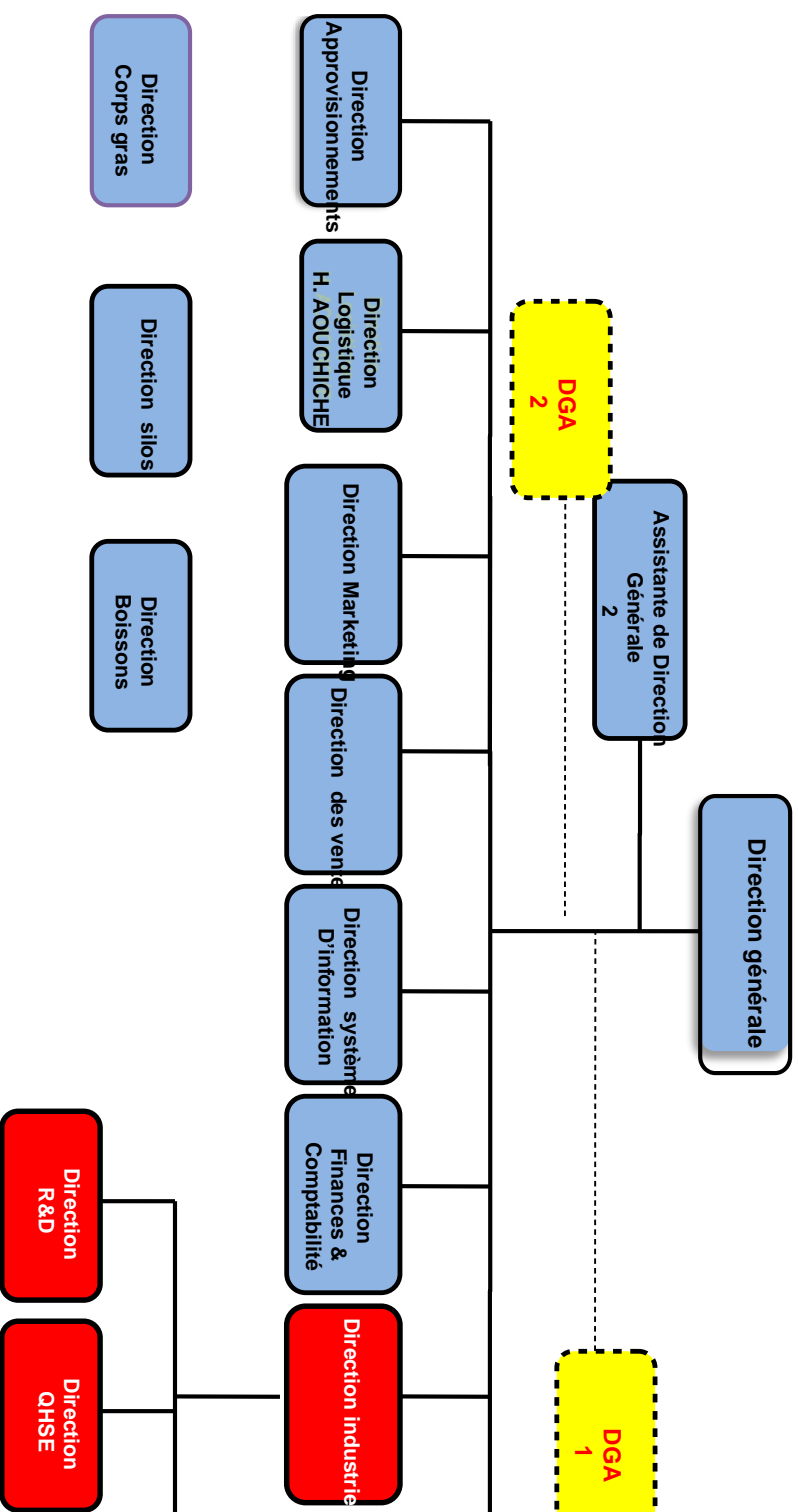 Direction générale
Assistante de Direction
Générale
2
DGA
2
DGA
1
Direction
Approvisionnements
Direction
Logistique
H. AOUCHICHE
Direction Marketing
Direction des vente
Direction système
D'information
Direction
Finances &
Comptabilité
Direction industrie
Direction
Corps gras
Direction silos
Direction
Boissons
Direction
R&D
Direction
QHSE